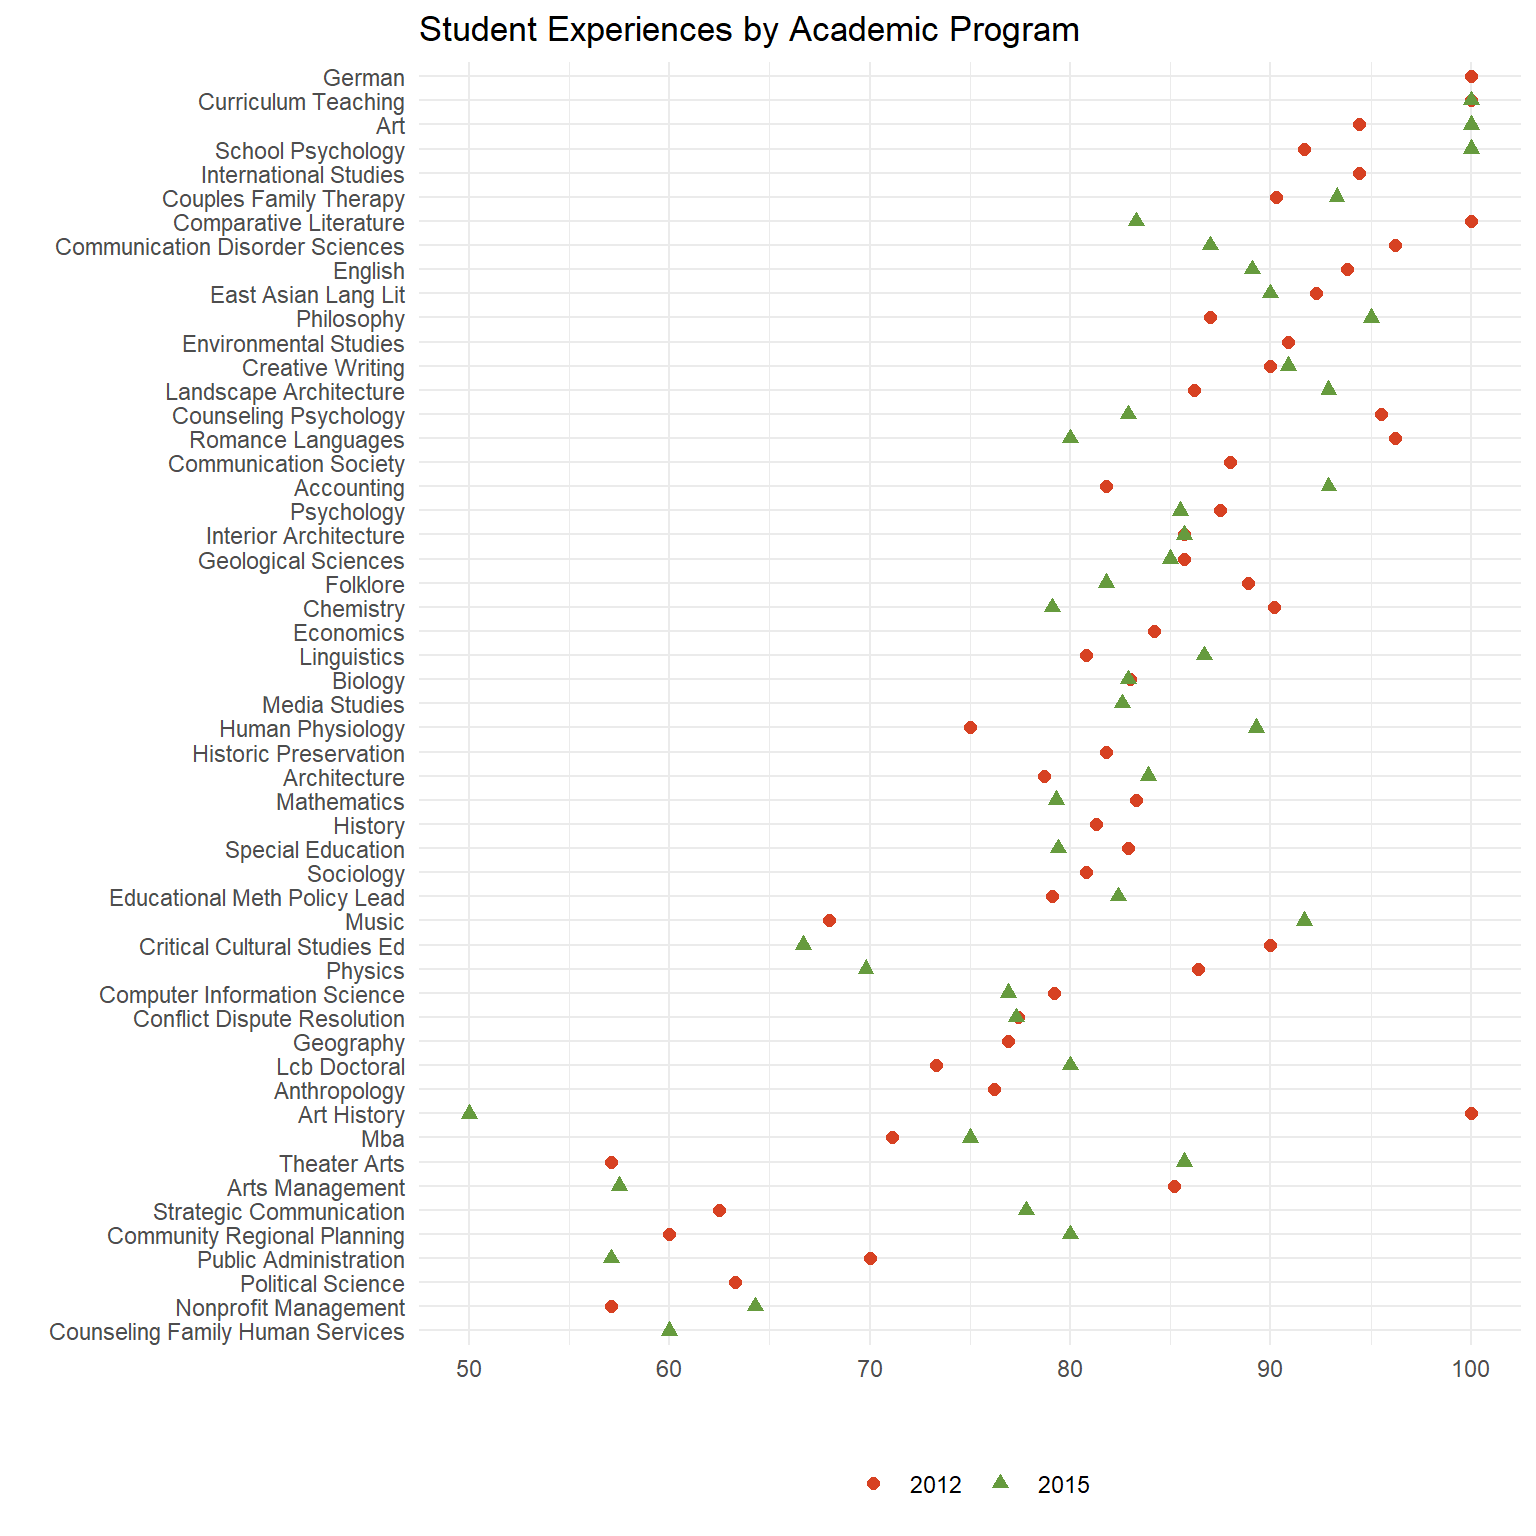 Student Experiences by Academic Program
German
Curriculum Teaching
Art
School Psychology
International Studies
Couples Family Therapy
Comparative Literature
Communication Disorder Sciences
English
East Asian Lang Lit
Philosophy
Environmental Studies
Creative Writing
Landscape Architecture
Counseling Psychology
Romance Languages
Communication Society
Accounting
Psychology
Interior Architecture
Geological Sciences
Folklore
Chemistry
Economics
Linguistics
Biology
Media Studies
Human Physiology
Historic Preservation
Architecture
Mathematics
History
Special Education
Sociology
Educational Meth Policy Lead
Music
Critical Cultural Studies Ed
Physics
Computer Information Science
Conflict Dispute Resolution
Geography
Lcb Doctoral
Anthropology
Art History
Mba
Theater Arts
Arts Management
Strategic Communication
Community Regional Planning
Public Administration
Political Science
Nonprofit Management
Counseling Family Human Services
50 60 70 80 90 100
2012 2015